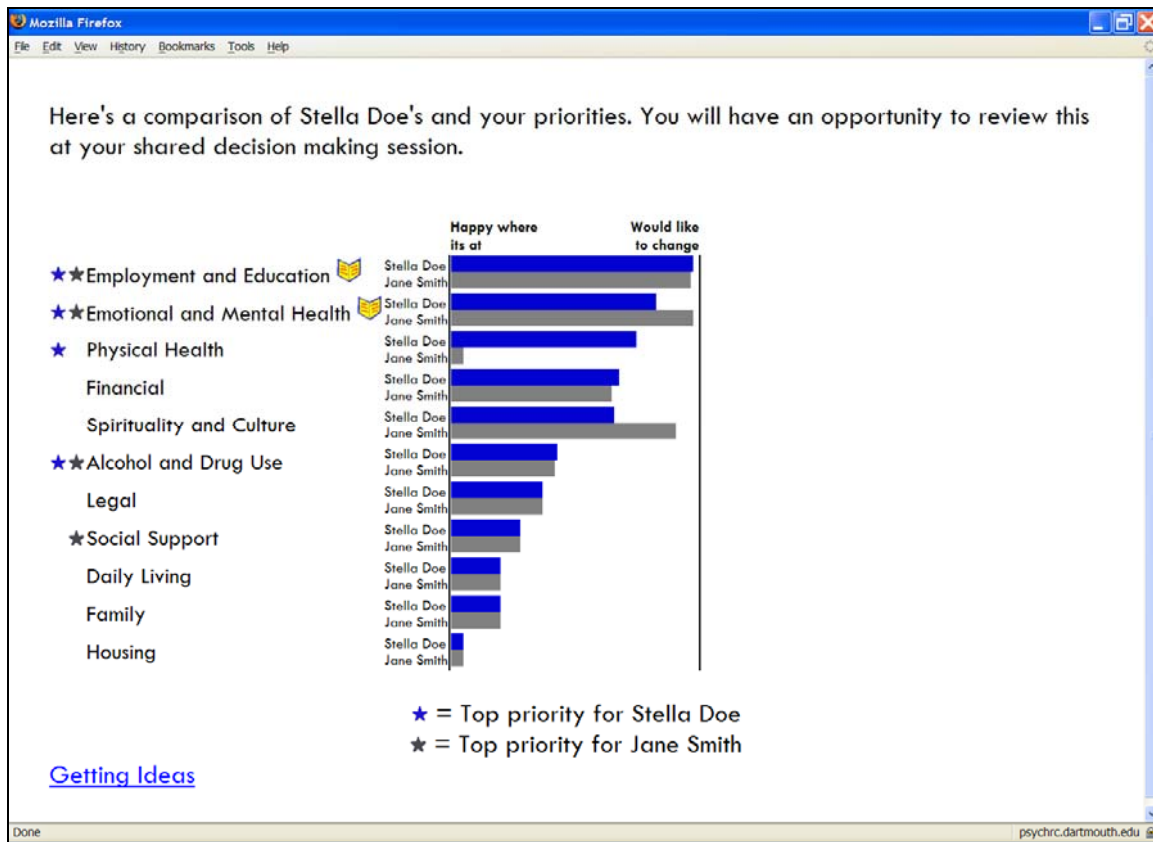 Mozilla Firefox
File Edit View History Bookmarks Tools Help
Here's a comparison of Stella Doe's and your priorities. You will have an opportunity to review this
at your shared decision making session.
Happy where Would like
its at to change
Employment and Education Stella Doe
Jane Smith
Emotional and Mental Health Stella Doe
Jane Smith
Physical Health Stella Doe
Jane Smith
Financial Stella Doe
Jane Smith
Spirituality and Culture Stella Doe
Jane Smith
Alcohol and Drug Use Stella Doe
Jane Smith
Legal Stella Doe
Jane Smith
Social Support Stella Doe
Jane Smith
Daily Living Stella Doe
Jane Smith
Family Stella Doe
Jane Smith
Housing Stella Doe
Jane Smith
★ = Top priority for Stella Doe
★ = Top priority for Jane Smith
Getting Ideas
Done psychrc.dartmouth.edu